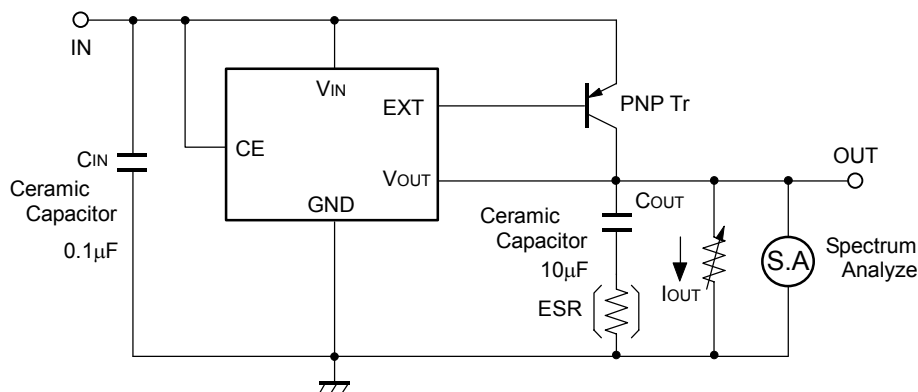 IN
VIN
EXT
PNP Tr
CE
CIN
Ceramic
Capacitor
0.1µF
VOUT
GND
OUT
COUT
Ceramic
Capacitor
10µF
ESR
IOUT
S.A
Spectrum
Analyze